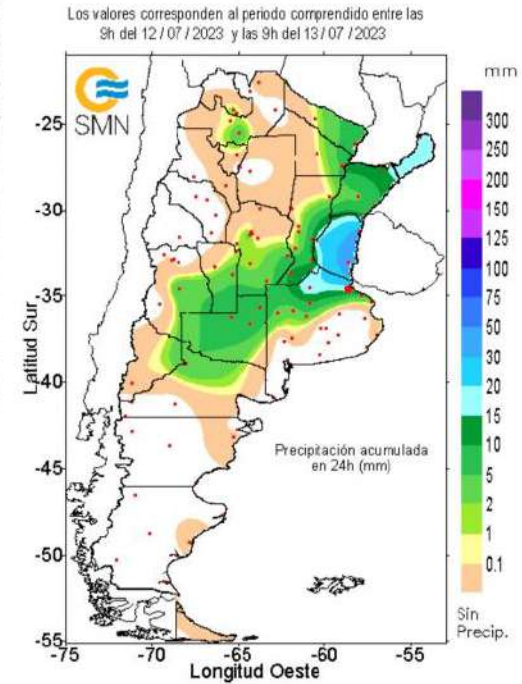 Los valores corresponden al periodo comprendido entre las
9h del 12/07/2023 y las 9h del 13/07/2023
SMN
mm
300
250
200
150
125
100
75
50
30
20
15
10
5
2
1
0.1
Sin
Precip.
Latitud Sur
-25
-30
-35
-40
-45
-50
-55
Precipitación acumulada
en 24h (mm)
-75 -70 -65 -60 -55
Longitud Oeste